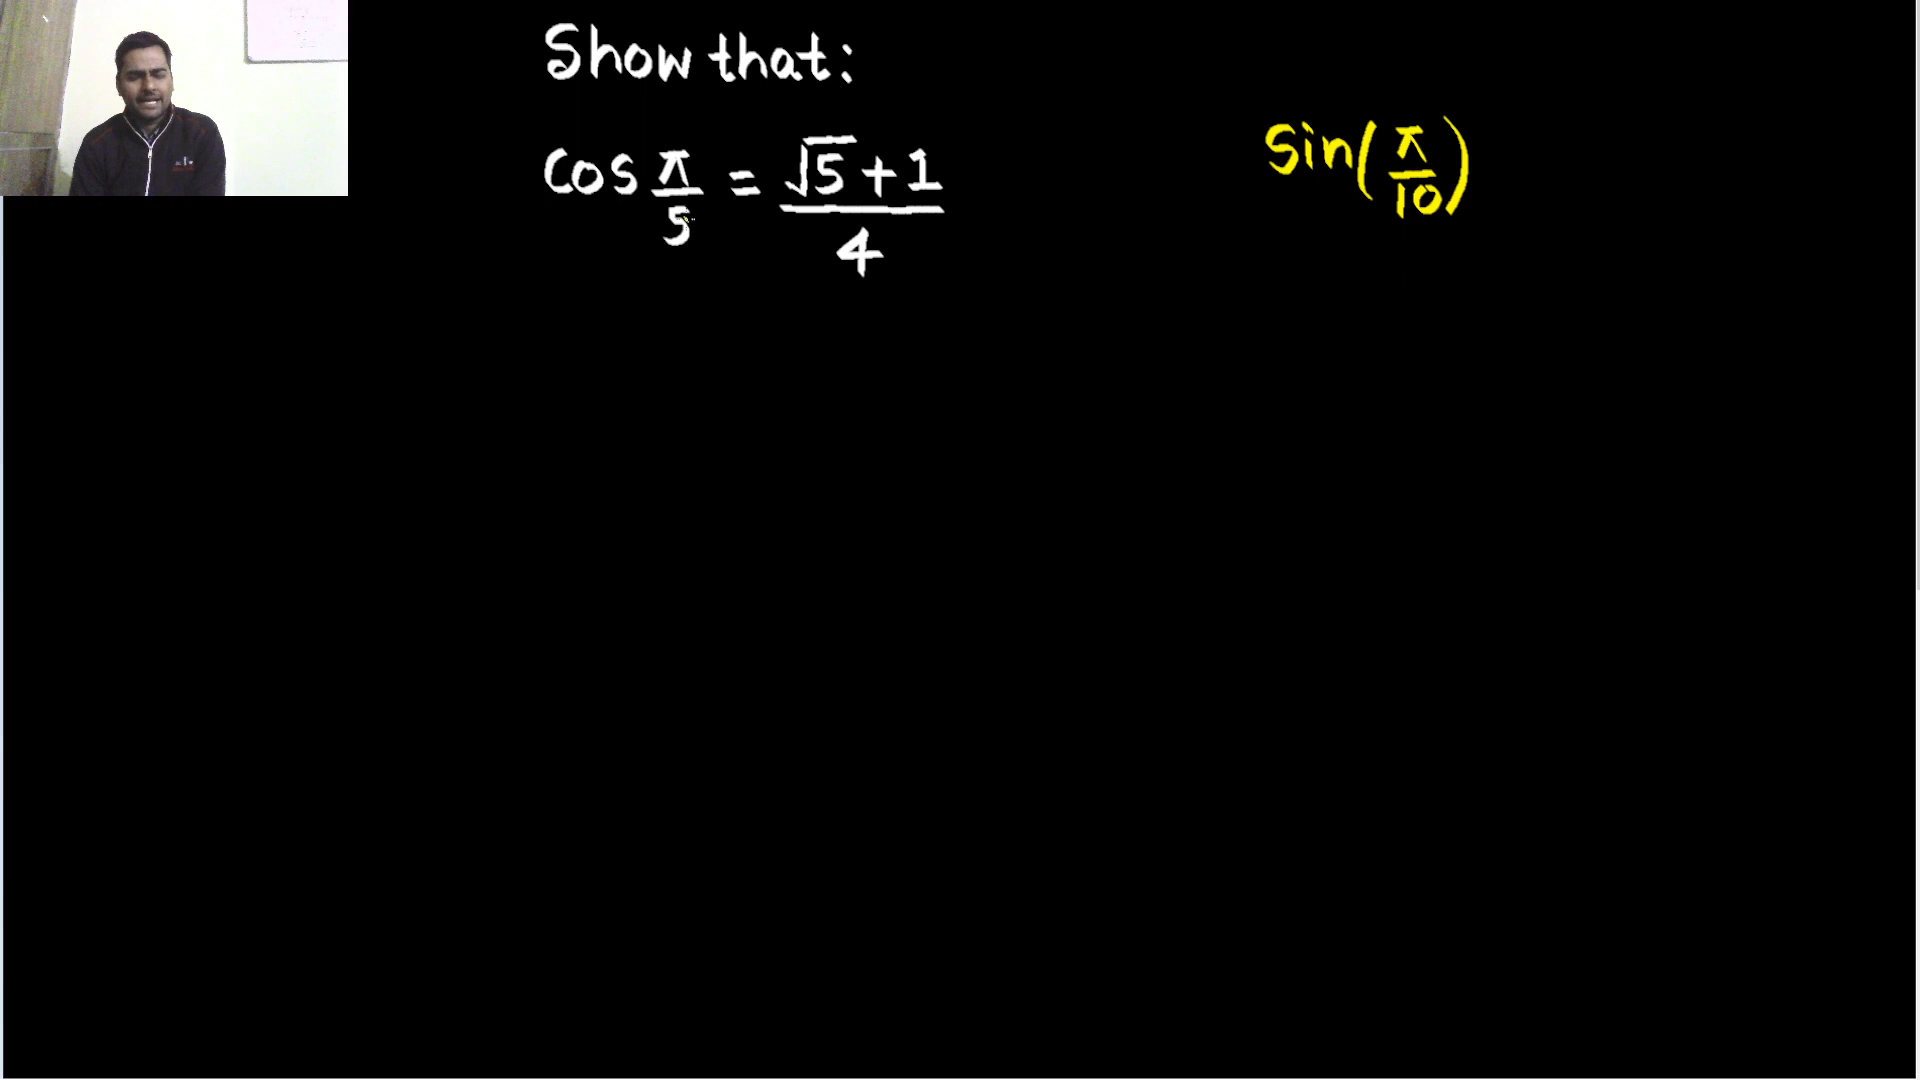 Show that:
cos π/5 = (√5+1)/4
sin(π/10)